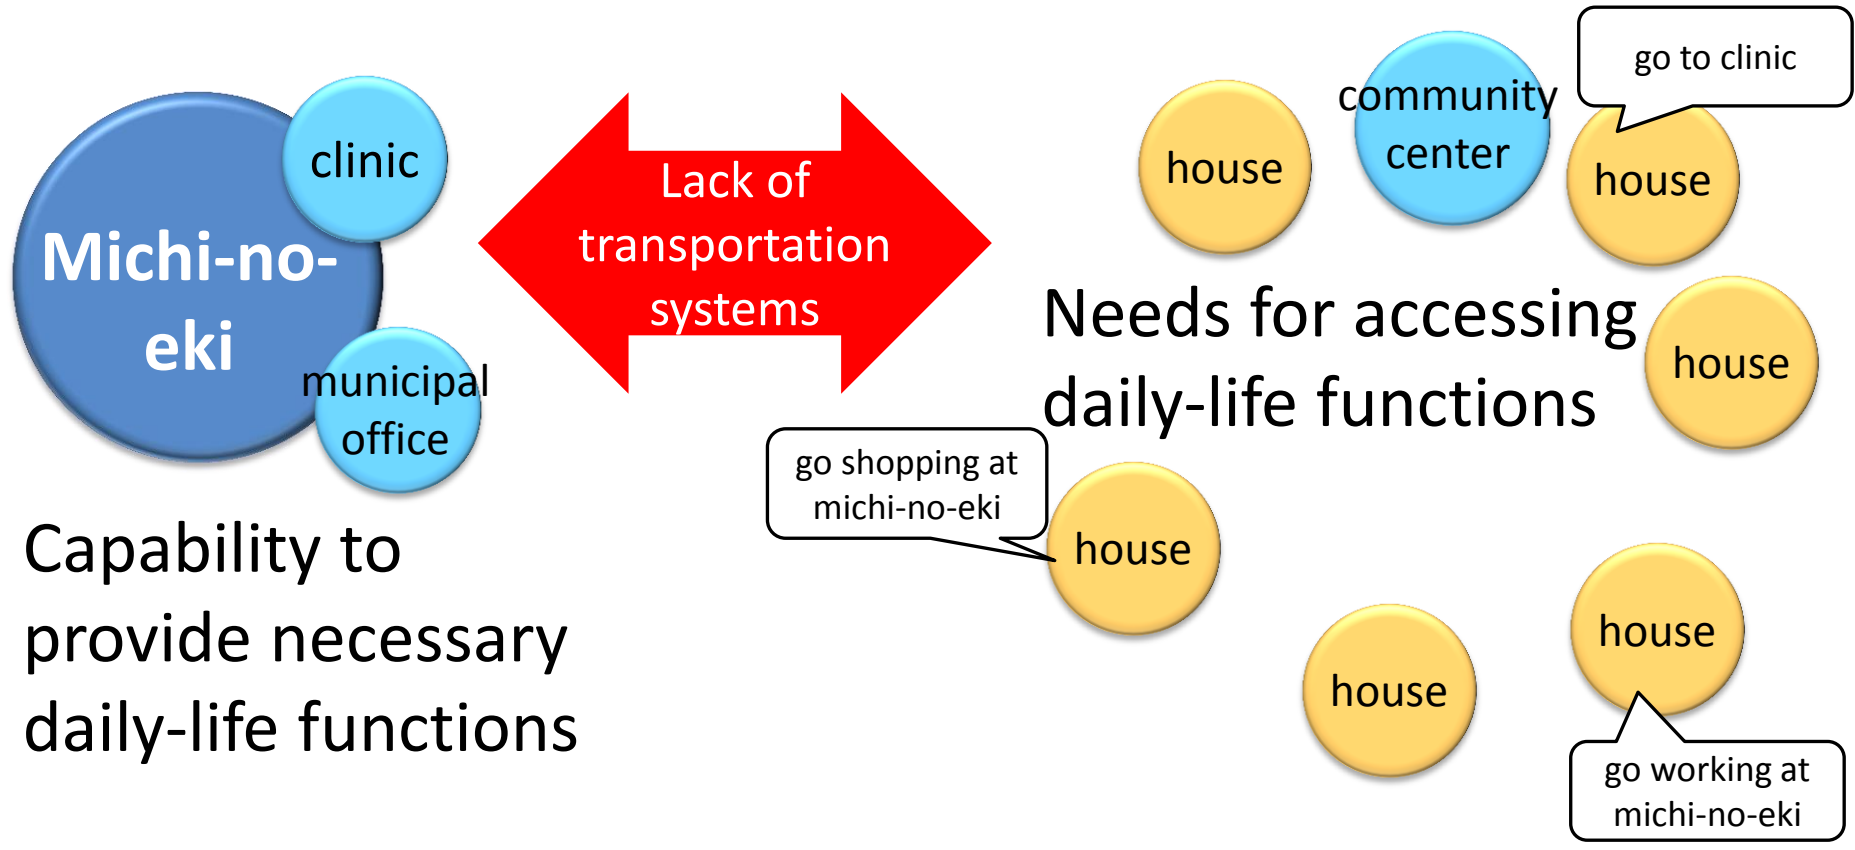 Michi-no-
eki
clinic
municipal
office
Capability to
provide necessary
daily-life functions
Lack of
transportation
systems
house
community
center
go to clinic
house
Needs for accessing
daily-life functions
house
go shopping at
michi-no-eki
house
house
house
go working at
michi-no-eki